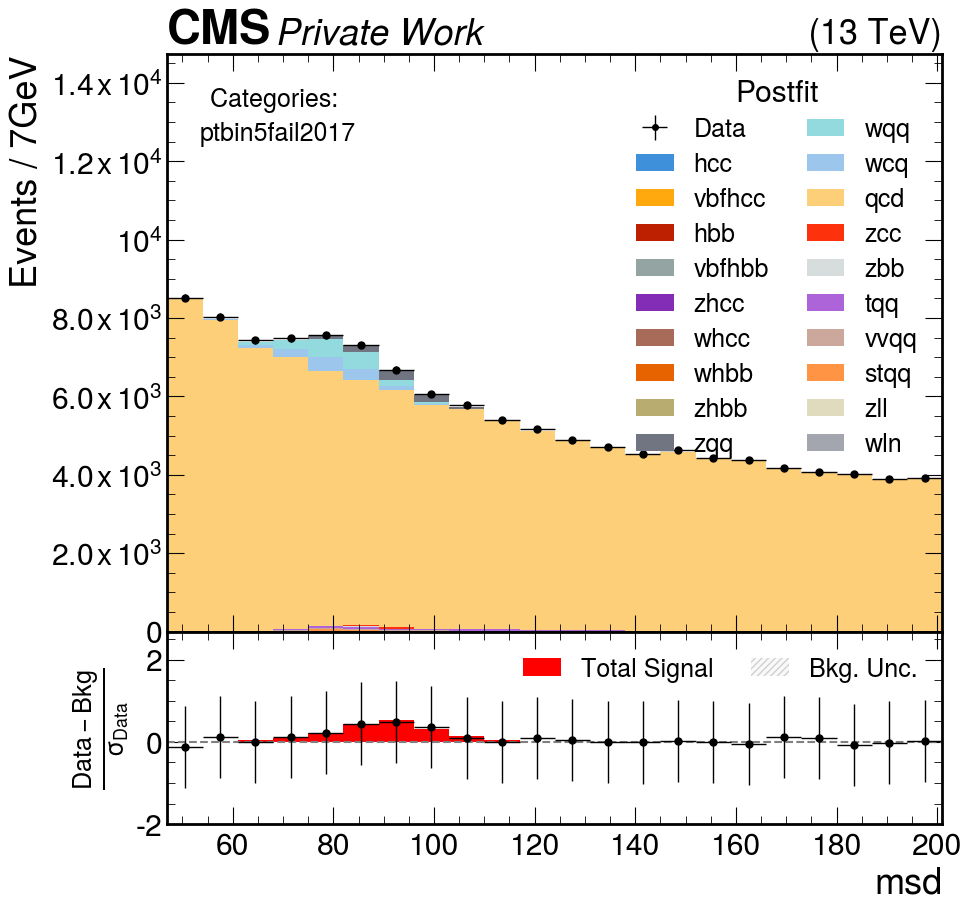 CMS Private Work (13 TeV)
Events / 7GeV
1.4 x 10⁴
1.2 x 10⁴
10⁴
8.0 x 10³
6.0 x 10³
4.0 x 10³
2.0 x 10³
0
Categories:
ptbin5fail2017
Postfit
Data
hcc
vbfhcc
hbb
vbfhbb
zhcc
whcc
whbb
zhbb
zqq
wqq
wcq
qcd
zcc
zbb
tqq
vvqq
stqq
zll
wln
Data – Bkg
σData
2
0
-2
Total Signal
Bkg. Unc.
60 80 100 120 140 160 180 200
msd